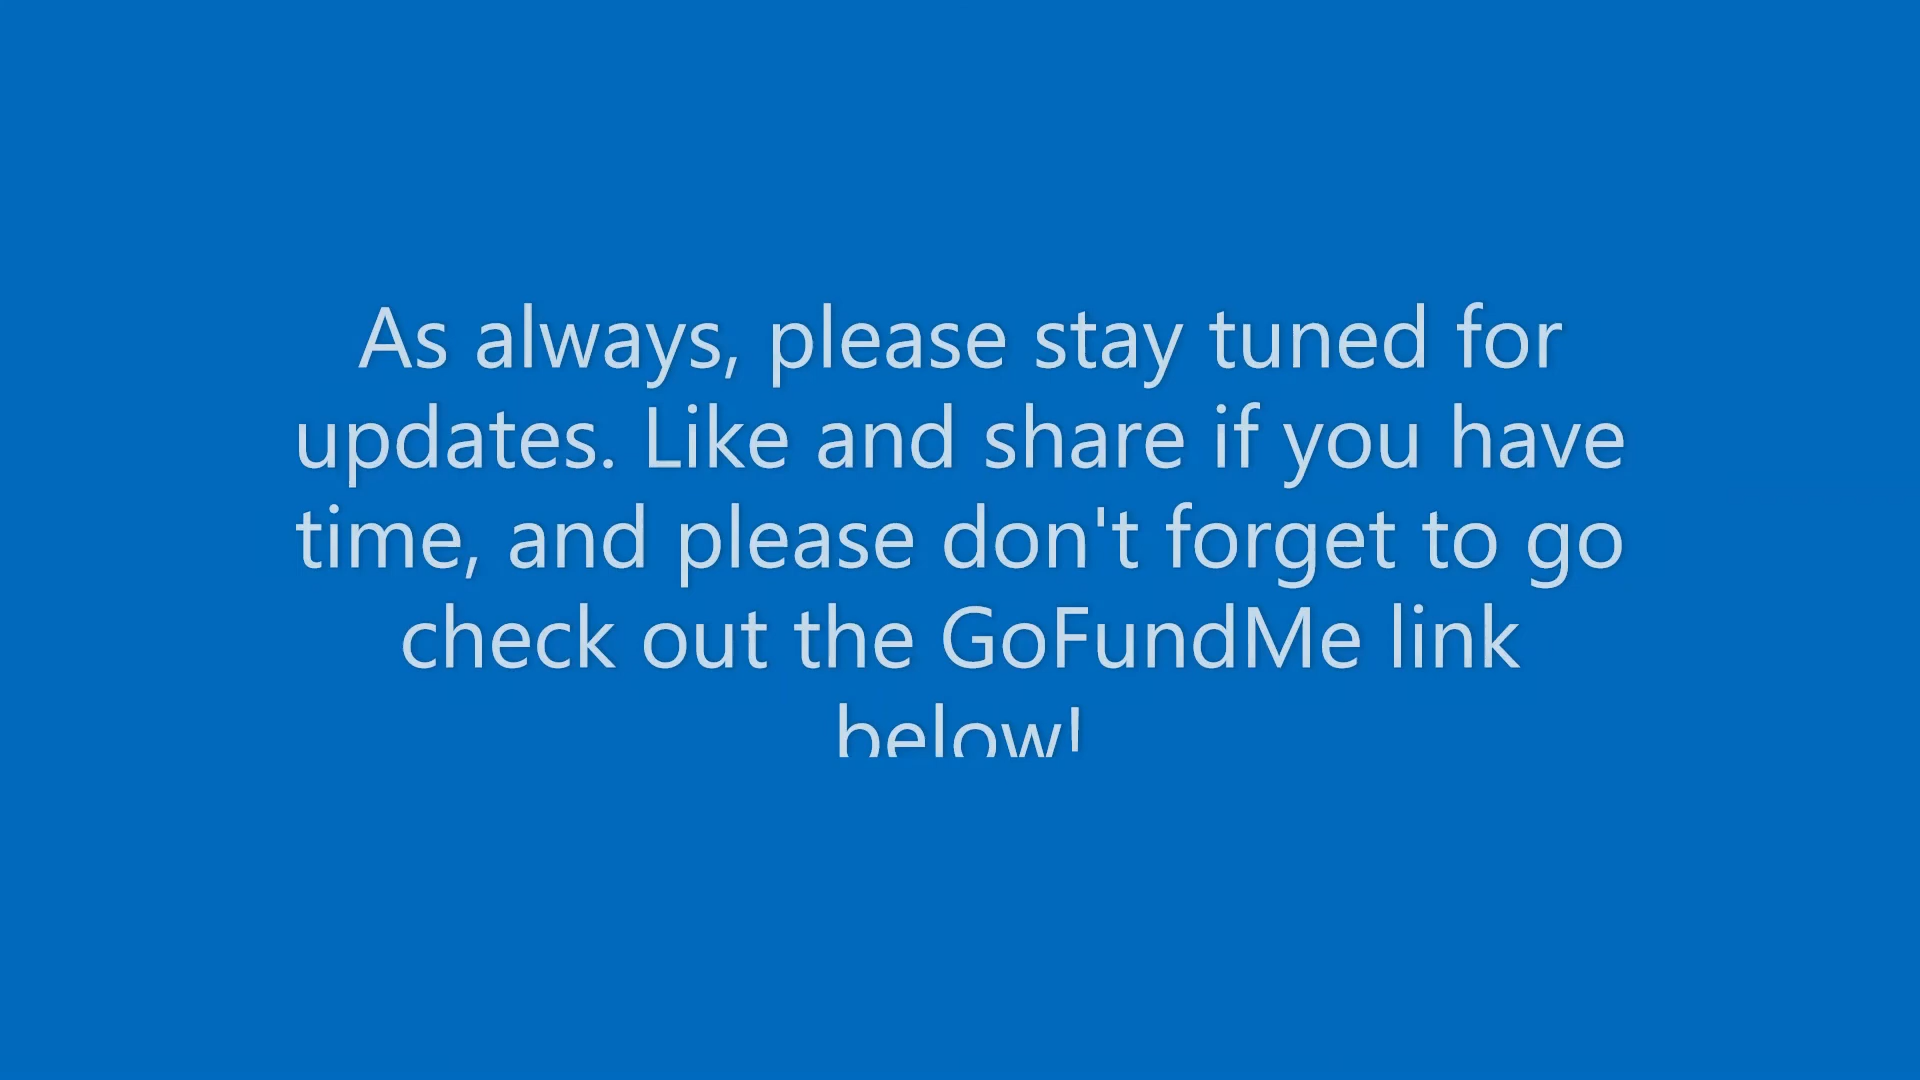 As always, please stay tuned for
updates. Like and share if you have
time, and please don't forget to go
check out the GoFundMe link
below!